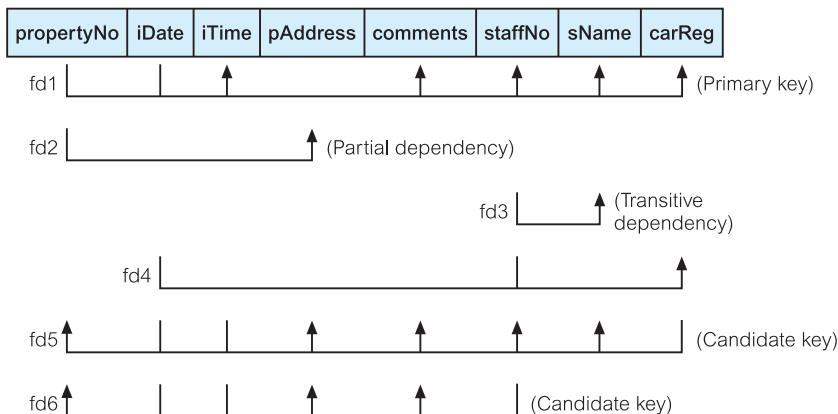 propertyNo iDate iTime pAddress comments staffNo sName carReg
fd1 (Primary key)
fd2 (Partial dependency)
fd3 (Transitive
dependency)
fd4
fd5 (Candidate key)
fd6 (Candidate key)